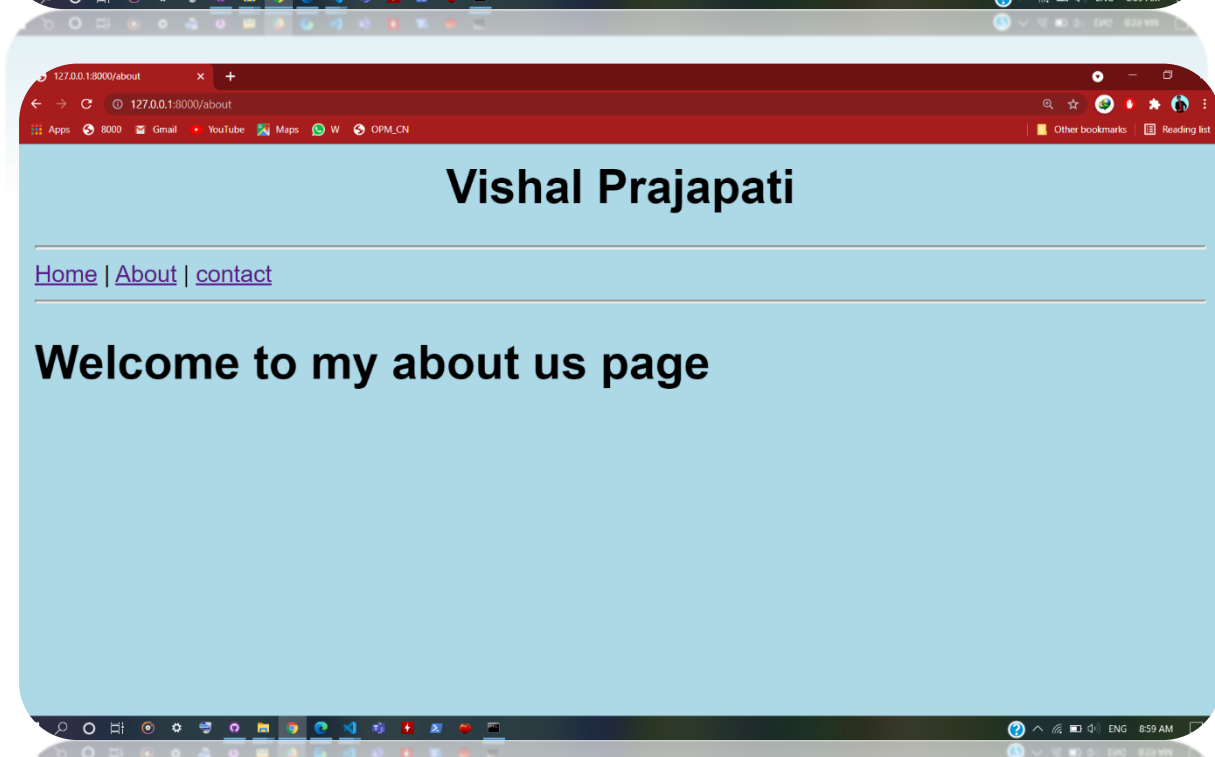 127.0.0.1:8000/about
127.0.0.1:8000/about
Apps 8000 Gmail YouTube Maps W OPM_CN Other bookmarks Reading list
Vishal Prajapati
Home | About | contact
Welcome to my about us page
ENG 8:59 AM